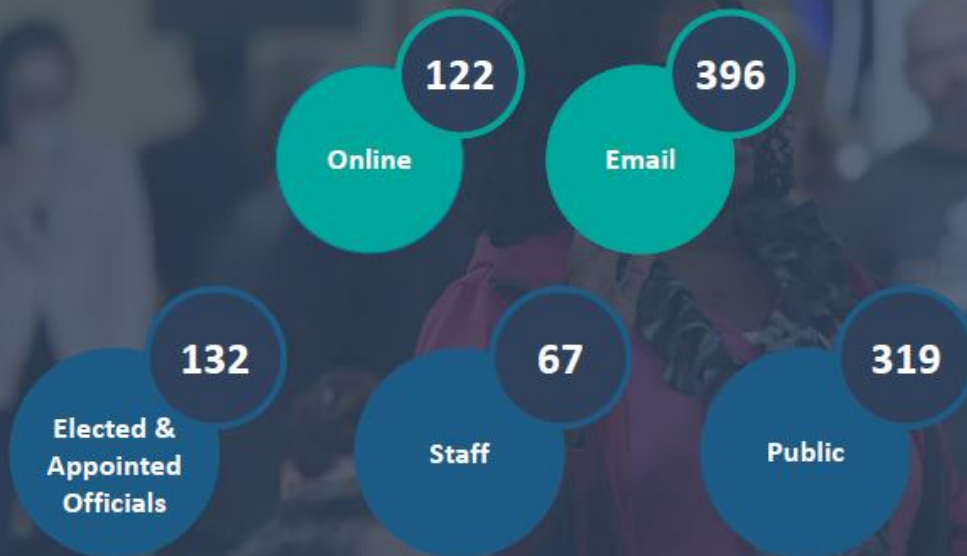 122
Online
396
Email
132
Elected &
Appointed
Officials
67
Staff
319
Public